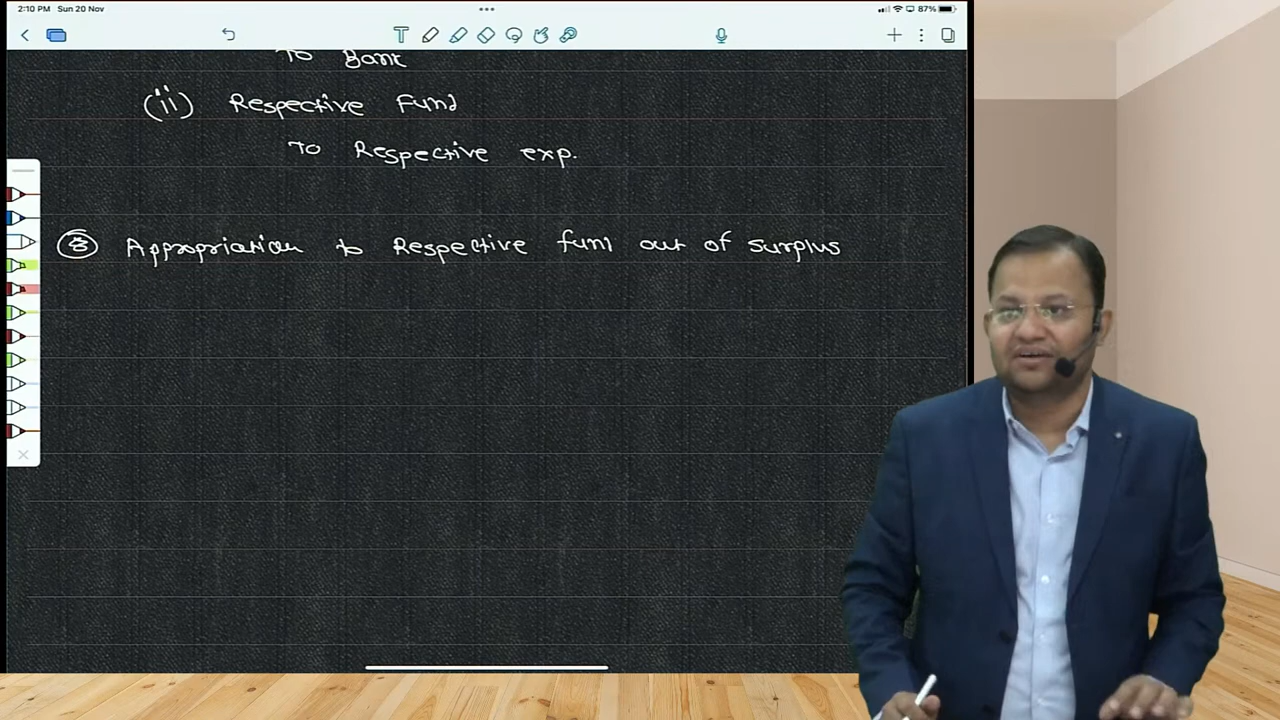 2:10 PM Sun 20 Nov
87%
To Bank
(ii) Respective Fund
To Respective exp.
8 Appropriation to Respective fund out of surplus